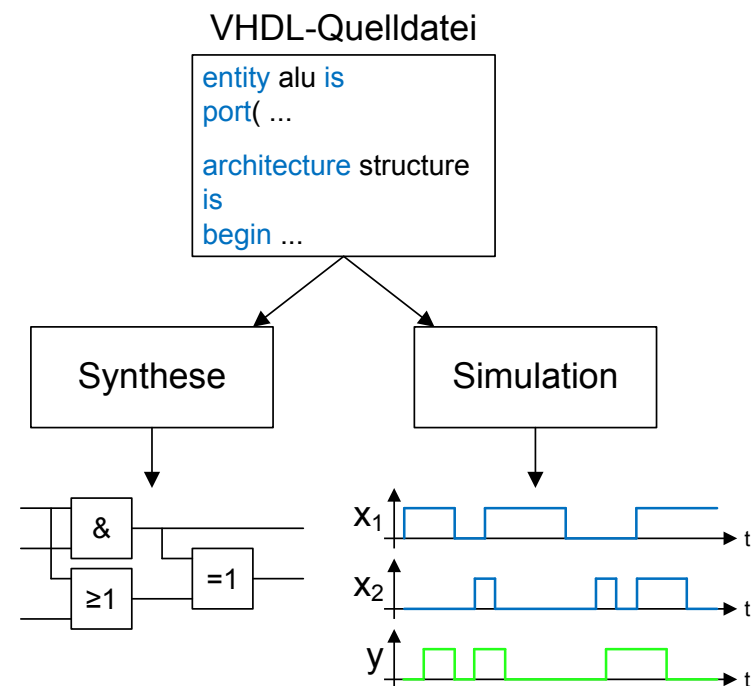 VHDL-Quelldatei
entity alu is
port( ...
architecture structure
is
begin ...
Synthese
Simulation
&
≥1
=1
x₁
t
x₂
t
y
t